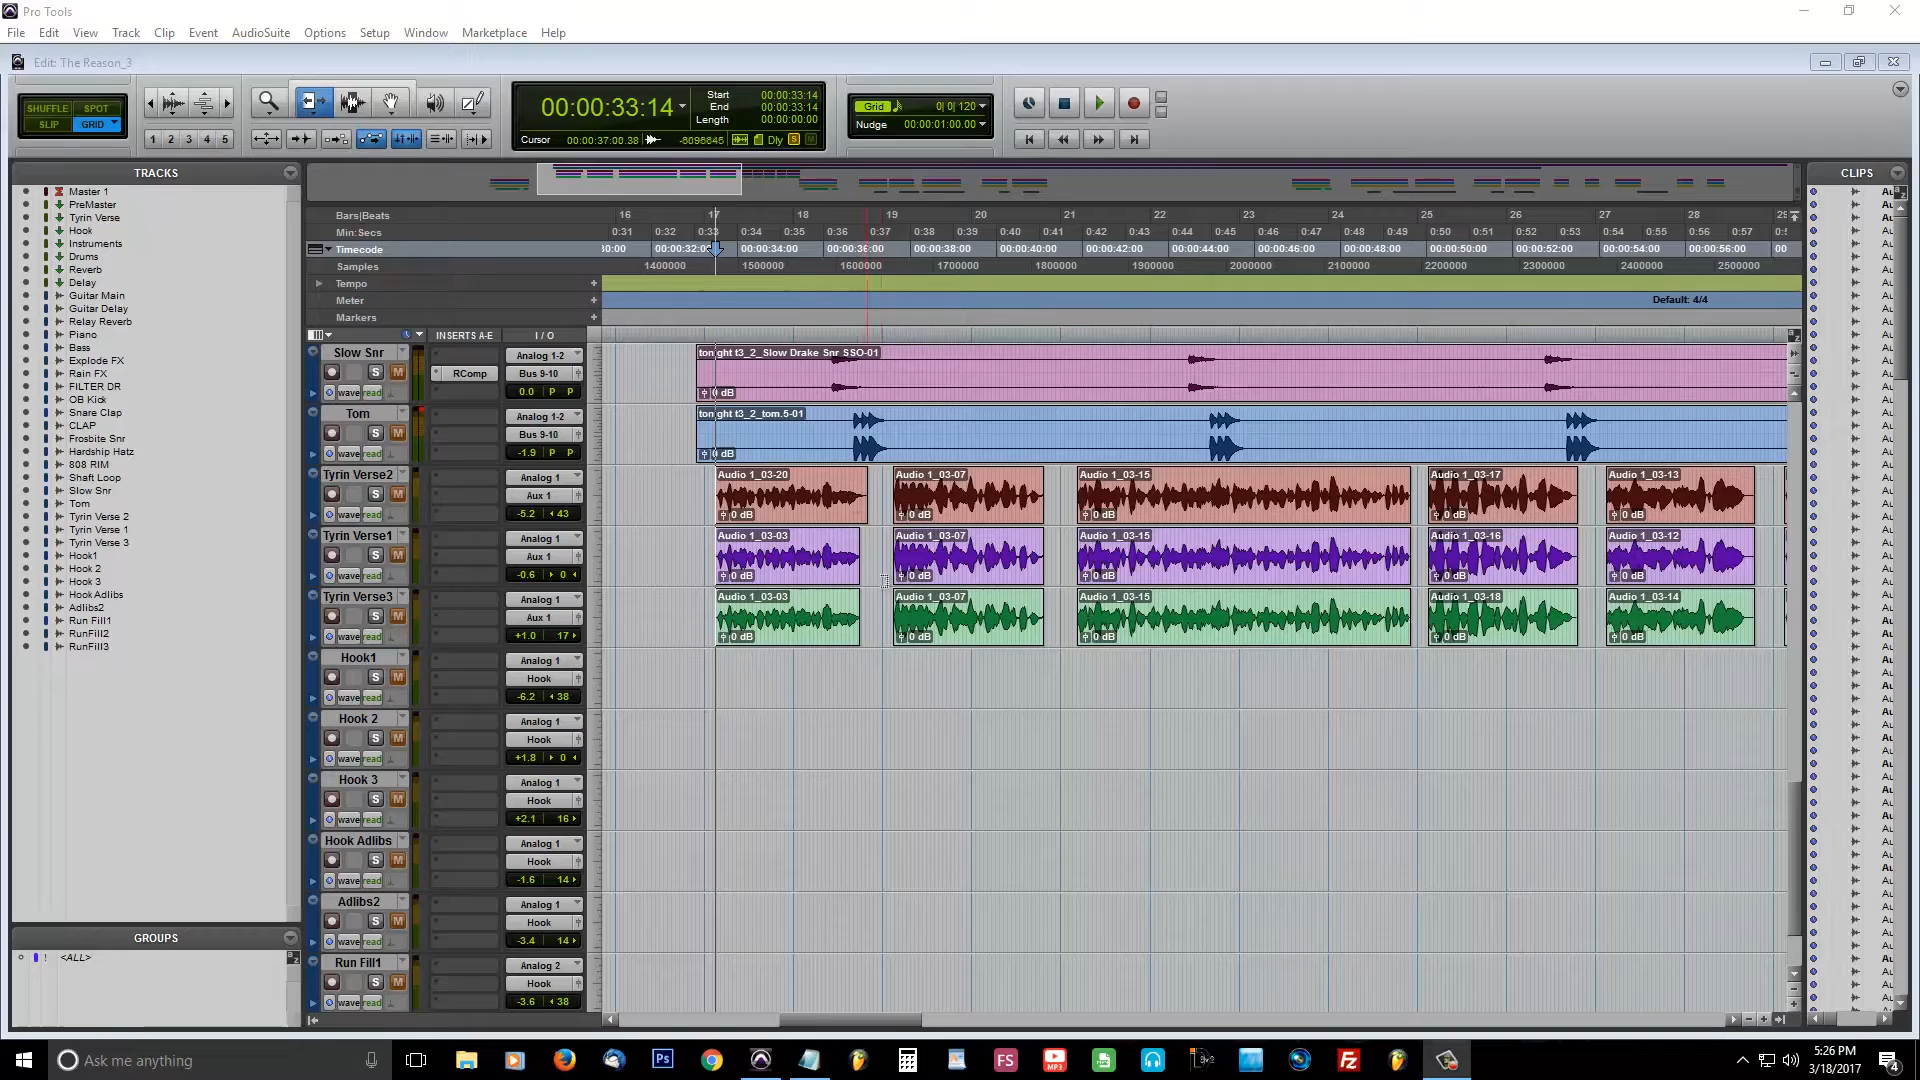 Pro Tools
File Edit View Track Clip Event AudioSuite Options Setup Window Marketplace Help
Edit: The Reason_3
SHUFFLE SPOT
SLIP GRID
1 2 3 4 5
00:00:33:14
Start 00:00:33:14
End 00:00:33:14
Length 00:00:00:00
Cursor 00:00:37:00.38 -8096645 Dly S M
Grid 0| 0| 120
Nudge 00:00:01:00.00
TRACKS
Master 1
PreMaster
Tyrin Verse
Hook
Instruments
Drums
Reverb
Delay
Guitar Main
Guitar Delay
Relay Reverb
Piano
Bass
Explode FX
Rain FX
FILTER DR
OB Kick
Snare Clap
CLAP
Frosbite Snr
Hardship Hatz
808 RIM
Shaft Loop
Slow Snr
Tom
Tyrin Verse 2
Tyrin Verse 1
Tyrin Verse 3
Hook1
Hook 2
Hook 3
Hook Adlibs
Adlibs2
Run Fill1
RunFill2
RunFill3
GROUPS
! <ALL>
CLIPS
Bars|Beats 16 17 18 19 20 21 22 23 24 25 26 27 28 29
Min:Secs 0:31 0:32 0:33 0:34 0:35 0:36 0:37 0:38 0:39 0:40 0:41 0:42 0:43 0:44 0:45 0:46 0:47 0:48 0:49 0:50 0:51 0:52 0:53 0:54 0:55 0:56 0:57
Timecode 30:00 00:00:32:0 00:00:34:00 00:00:36:00 00:00:38:00 00:00:40:00 00:00:42:00 00:00:44:00 00:00:46:00 00:00:48:00 00:00:50:00 00:00:52:00 00:00:54:00 00:00:56:00
Samples 1400000 1500000 1600000 1700000 1800000 1900000 2000000 2100000 2200000 2300000 2400000 2500000
Tempo
Meter Default: 4/4
Markers
INSERTS A-E I / O
Slow Snr Analog 1-2
S M RComp Bus 9-10
wave read 0.0 P P
tonight t3_2_Slow Drake Snr SSO-01
0 dB
Tom Analog 1-2
S M Bus 9-10
wave read -1.9 P P
tonight t3_2_tom.5-01
0 dB
Tyrin Verse2 Analog 1
S M Aux 1
wave read -5.2 43
Audio 1_03-20 Audio 1_03-07 Audio 1_03-15 Audio 1_03-17 Audio 1_03-13
0 dB 0 dB 0 dB 0 dB 0 dB
Tyrin Verse1 Analog 1
S M Aux 1
wave read -0.6 0
Audio 1_03-03 Audio 1_03-07 Audio 1_03-15 Audio 1_03-16 Audio 1_03-12
0 dB 0 dB 0 dB 0 dB 0 dB
Tyrin Verse3 Analog 1
S M Aux 1
wave read +1.0 17
Audio 1_03-03 Audio 1_03-07 Audio 1_03-15 Audio 1_03-18 Audio 1_03-14
0 dB 0 dB 0 dB 0 dB 0 dB
Hook1 Analog 1
S M Hook
wave read -6.2 38
Hook 2 Analog 1
S M Hook
wave read +1.8 0
Hook 3 Analog 1
S M Hook
wave read +2.1 16
Hook Adlibs Analog 1
S M Hook
wave read -1.6 14
Adlibs2 Analog 1
S M Hook
wave read -3.4 14
Run Fill1 Analog 2
S M Hook
wave read -3.6 38
Ask me anything
Ps
FS
MP3
FZ
5:26 PM
3/18/2017
4